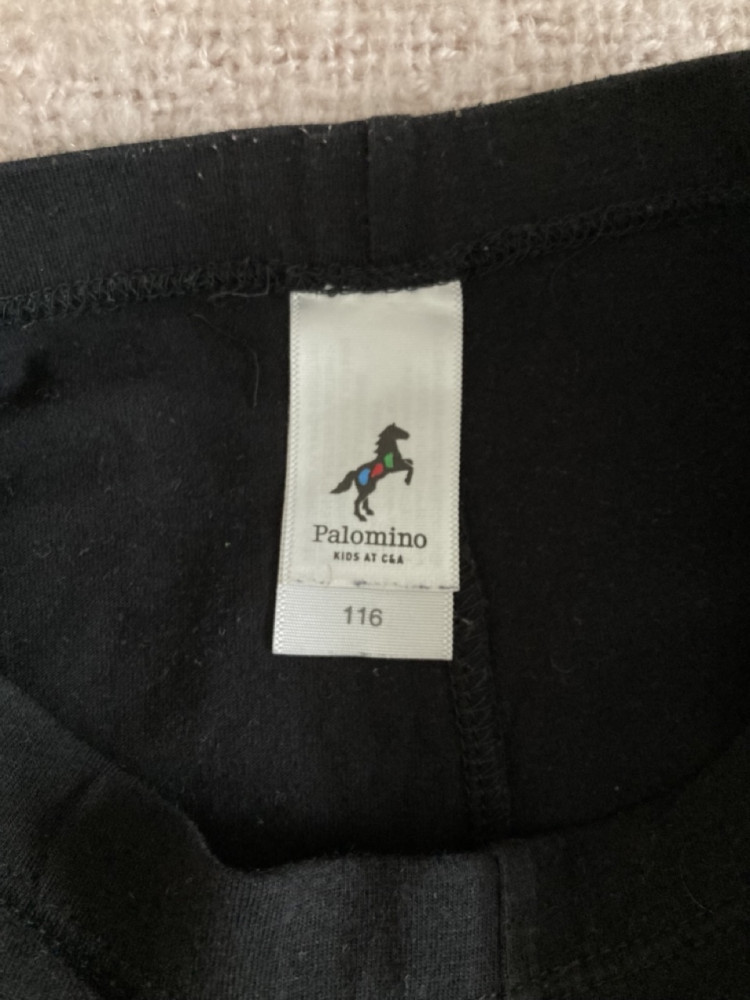 Palomino
KIDS AT C&A
116